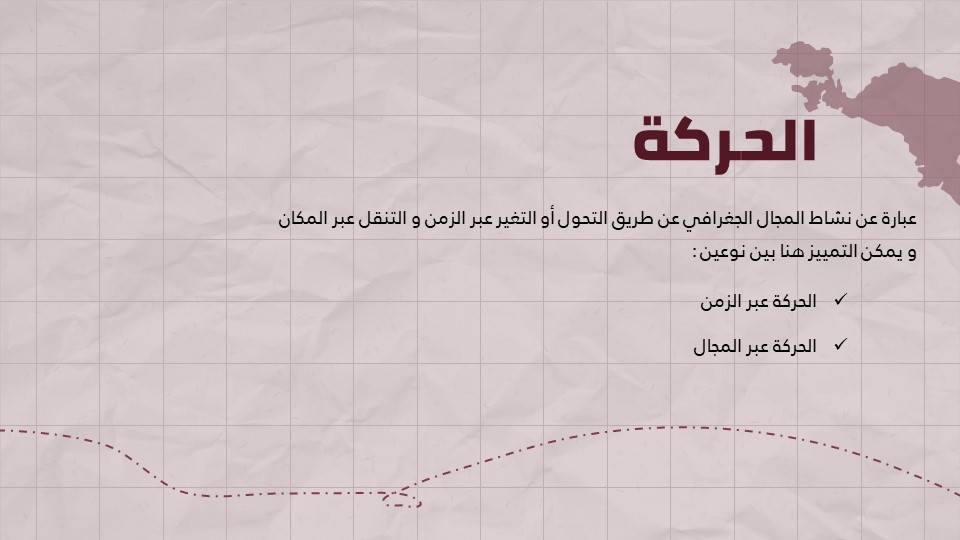 الحركة
عبارة عن نشاط المجال الجغرافي عن طريق التحول أو التغير عبر الزمن و التنقل عبر المكان
و يمكن التمييز هنا بين نوعين :
✓ الحركة عبر الزمن
✓ الحركة عبر المجال